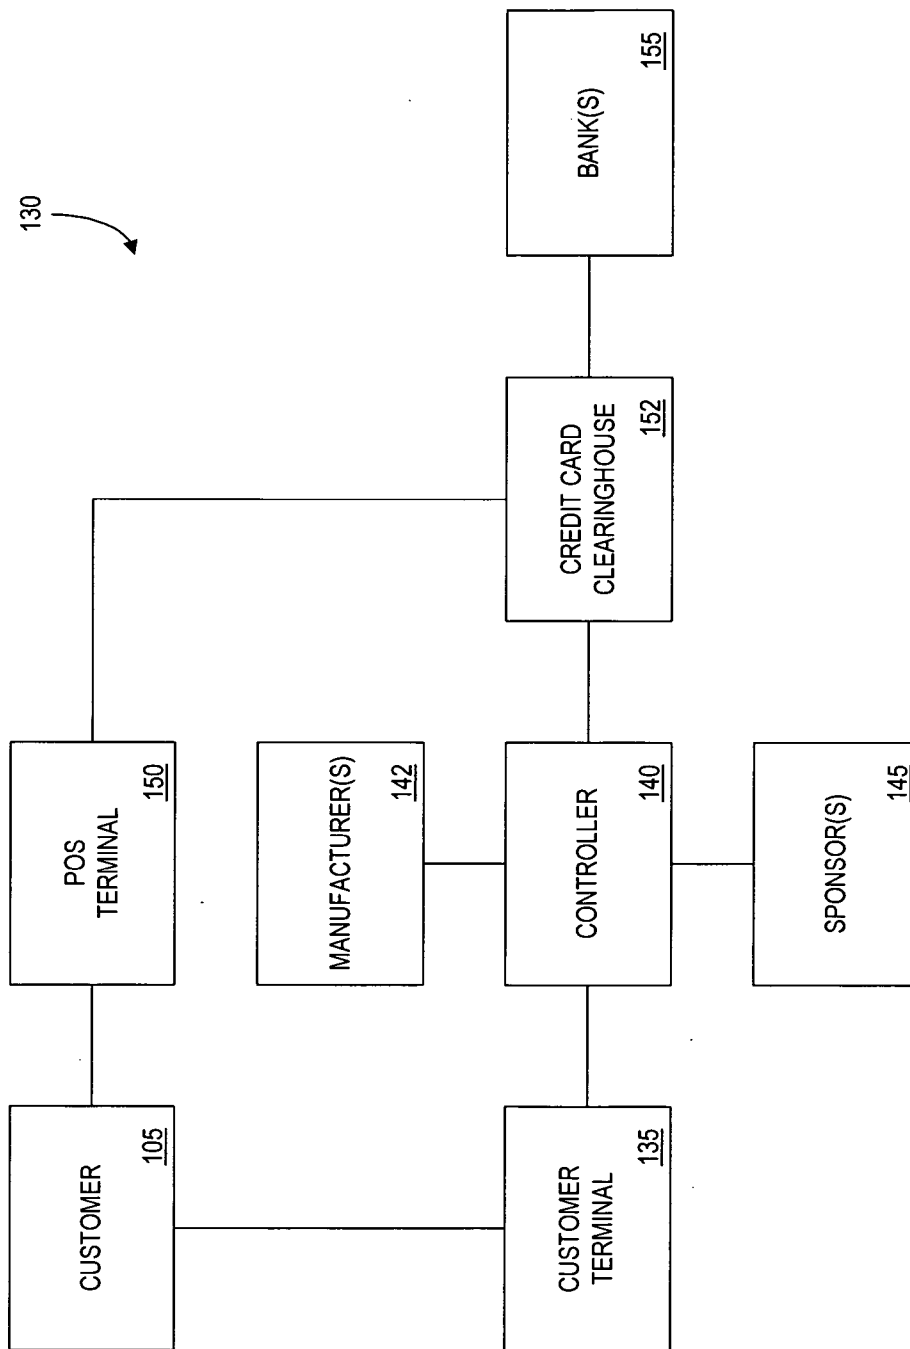 130
CUSTOMER
105
POS
TERMINAL
150
MANUFACTURER(S)
142
CUSTOMER
TERMINAL
135
CONTROLLER
140
CREDIT CARD
CLEARINGHOUSE
152
BANK(S)
155
SPONSOR(S)
145